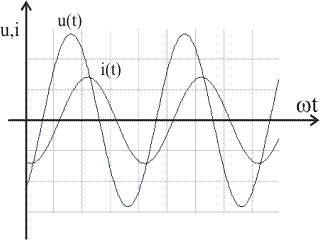 u(t)
u,i
i(t)
ωt